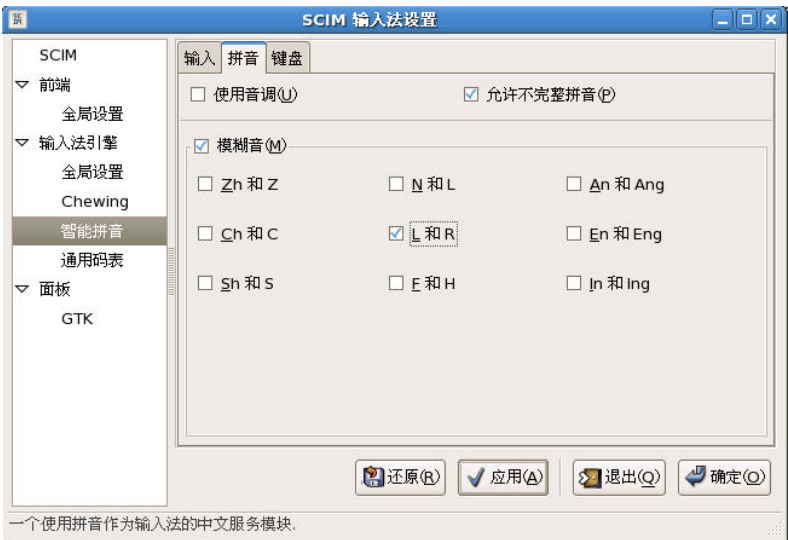 SCIM 输入法设置
SCIM
前端
全局设置
输入法引擎
全局设置
Chewing
智能拼音
通用码表
面板
GTK
输入 拼音 键盘
使用音调(U) 允许不完整拼音(P)
模糊音(M)
Zh 和 Z N 和 L An 和 Ang
Ch 和 C L 和 R En 和 Eng
Sh 和 S F 和 H In 和 Ing
还原(R) 应用(A) 退出(Q) 确定(O)
一个使用拼音作为输入法的中文服务模块.